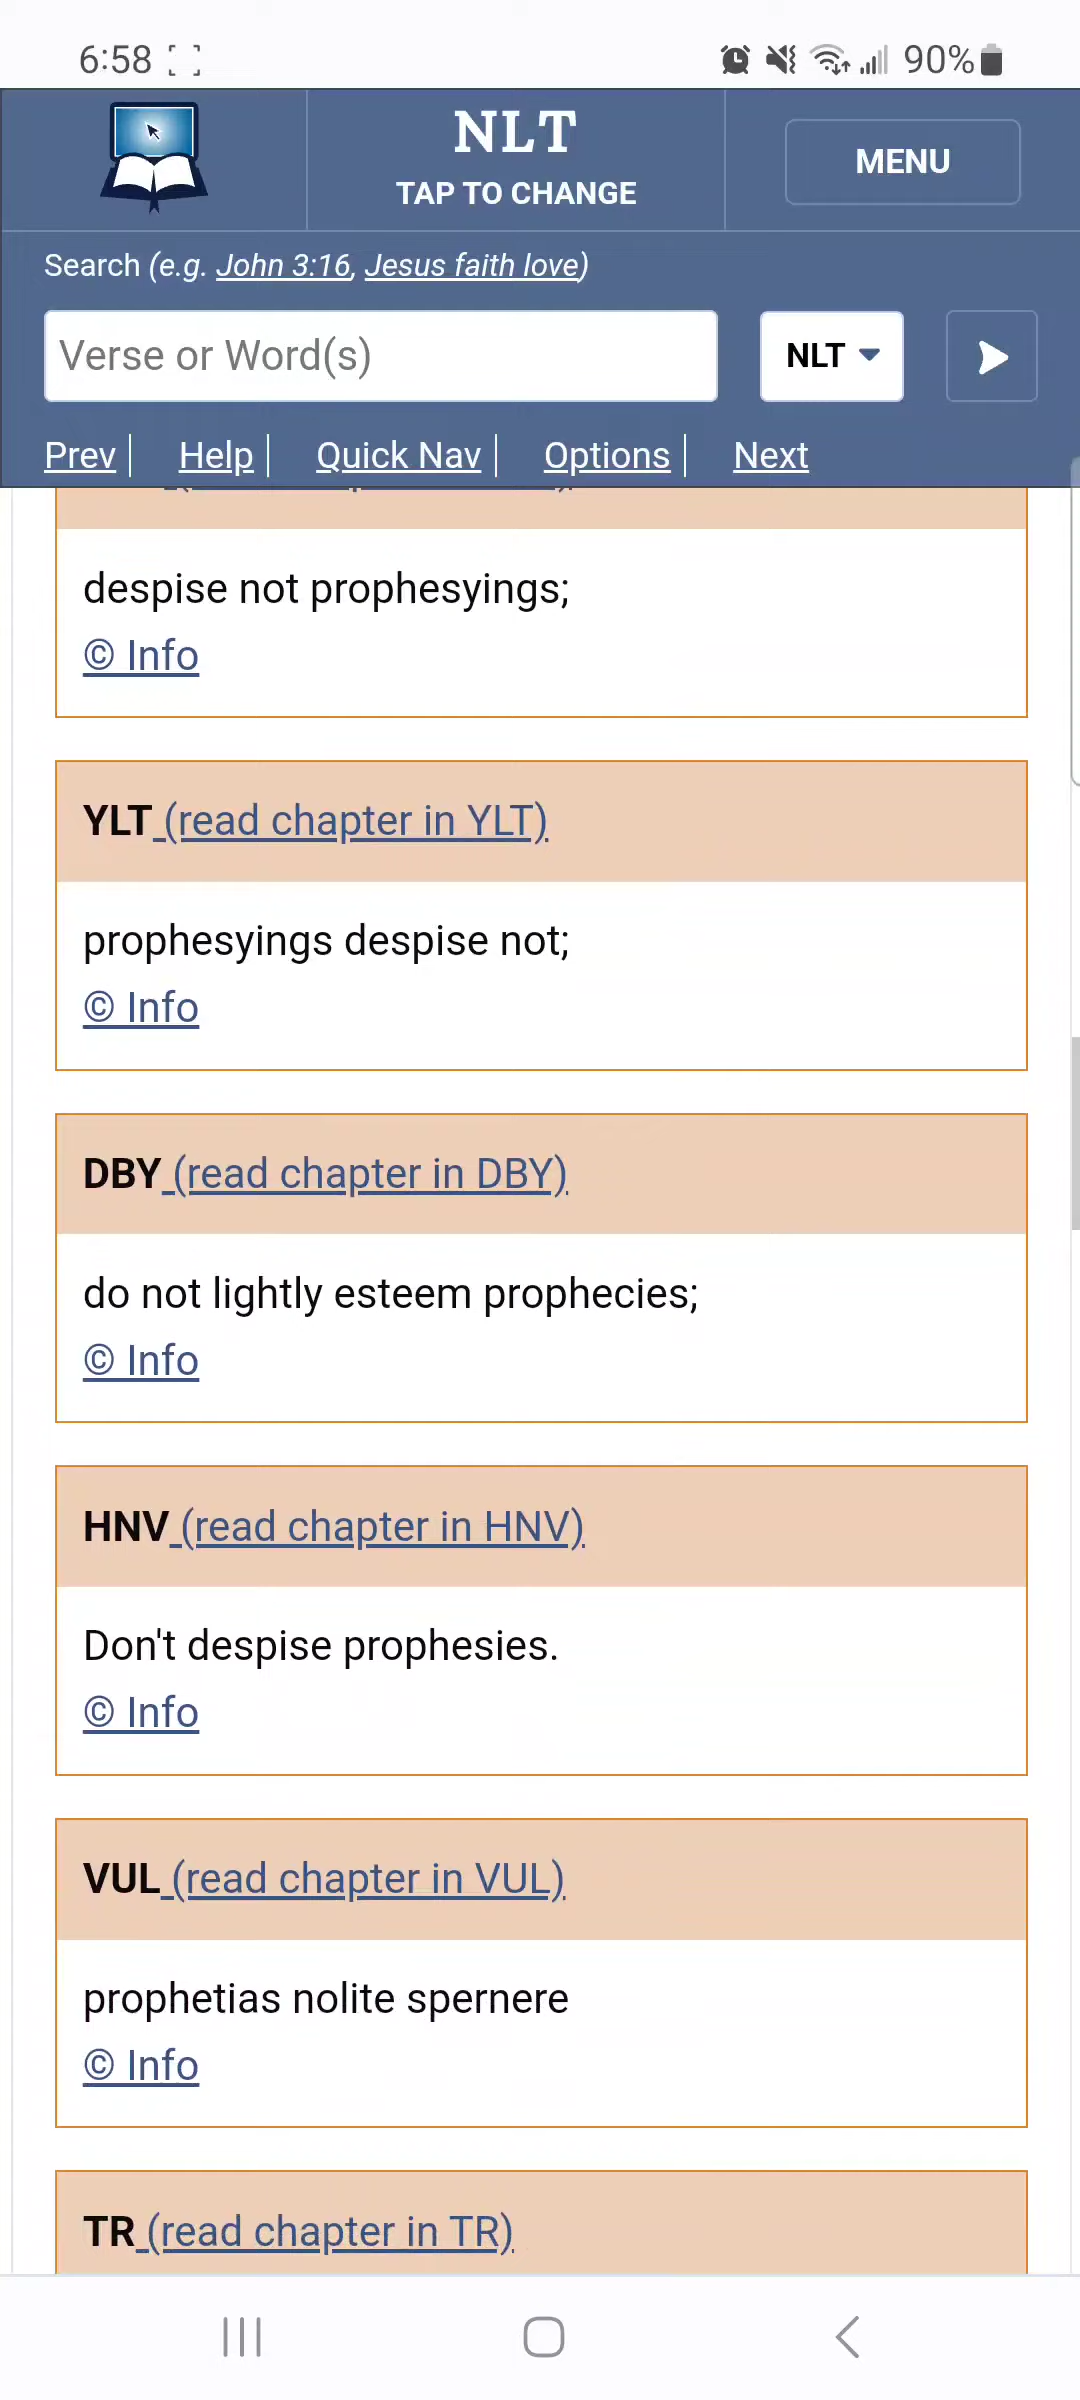 6:58
90%
NLT
TAP TO CHANGE
MENU
Search (e.g. John 3:16, Jesus faith love)
Verse or Word(s)
NLT
Prev
Help
Quick Nav
Options
Next
despise not prophesyings;
© Info
YLT (read chapter in YLT)
prophesyings despise not;
© Info
DBY (read chapter in DBY)
do not lightly esteem prophecies;
© Info
HNV (read chapter in HNV)
Don't despise prophesies.
© Info
VUL (read chapter in VUL)
prophetias nolite spernere
© Info
TR (read chapter in TR)